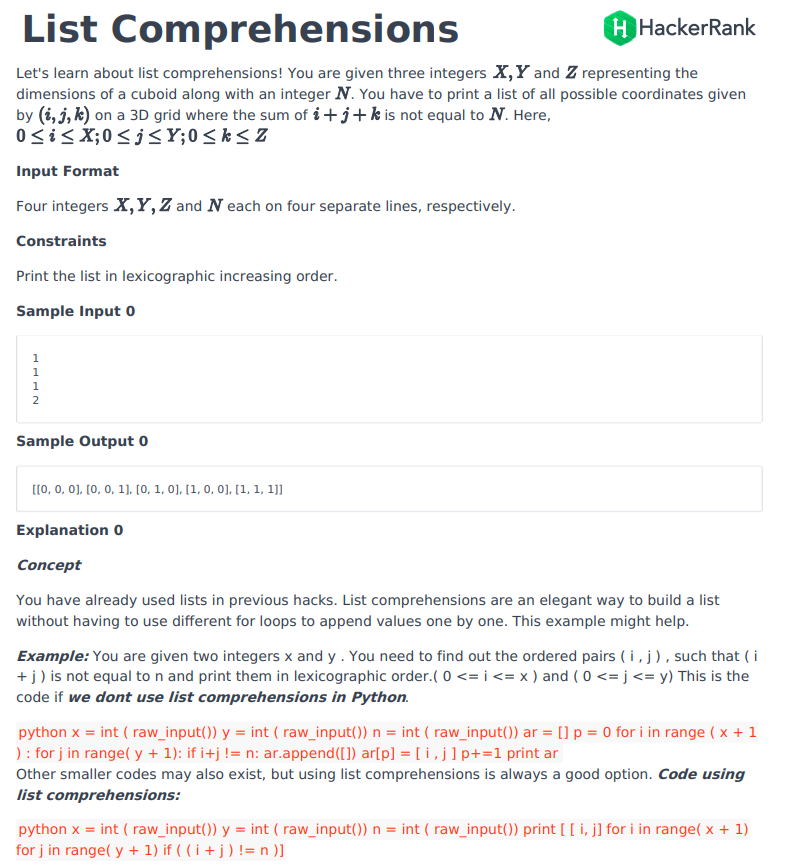 List Comprehensions
HackerRank
Let's learn about list comprehensions! You are given three integers X, Y and Z representing the
dimensions of a cuboid along with an integer N. You have to print a list of all possible coordinates given
by (i, j, k) on a 3D grid where the sum of i + j + k is not equal to N. Here,
0 ≤ i ≤ X; 0 ≤ j ≤ Y; 0 ≤ k ≤ Z
Input Format
Four integers X, Y, Z and N each on four separate lines, respectively.
Constraints
Print the list in lexicographic increasing order.
Sample Input 0
1
1
1
2
Sample Output 0
[[0, 0, 0], [0, 0, 1], [0, 1, 0], [1, 0, 0], [1, 1, 1]]
Explanation 0
Concept
You have already used lists in previous hacks. List comprehensions are an elegant way to build a list
without having to use different for loops to append values one by one. This example might help.
Example: You are given two integers x and y . You need to find out the ordered pairs ( i , j ) , such that ( i
+ j ) is not equal to n and print them in lexicographic order.( 0 <= i <= x ) and ( 0 <= j <= y) This is the
code if we dont use list comprehensions in Python.
python x = int ( raw_input()) y = int ( raw_input()) n = int ( raw_input()) ar = [] p = 0 for i in range ( x + 1
) : for j in range( y + 1): if i+j != n: ar.append([]) ar[p] = [ i , j ] p+=1 print ar
Other smaller codes may also exist, but using list comprehensions is always a good option. Code using
list comprehensions:
python x = int ( raw_input()) y = int ( raw_input()) n = int ( raw_input()) print [ [ i, j] for i in range( x + 1)
for j in range( y + 1) if ( ( i + j ) != n )]